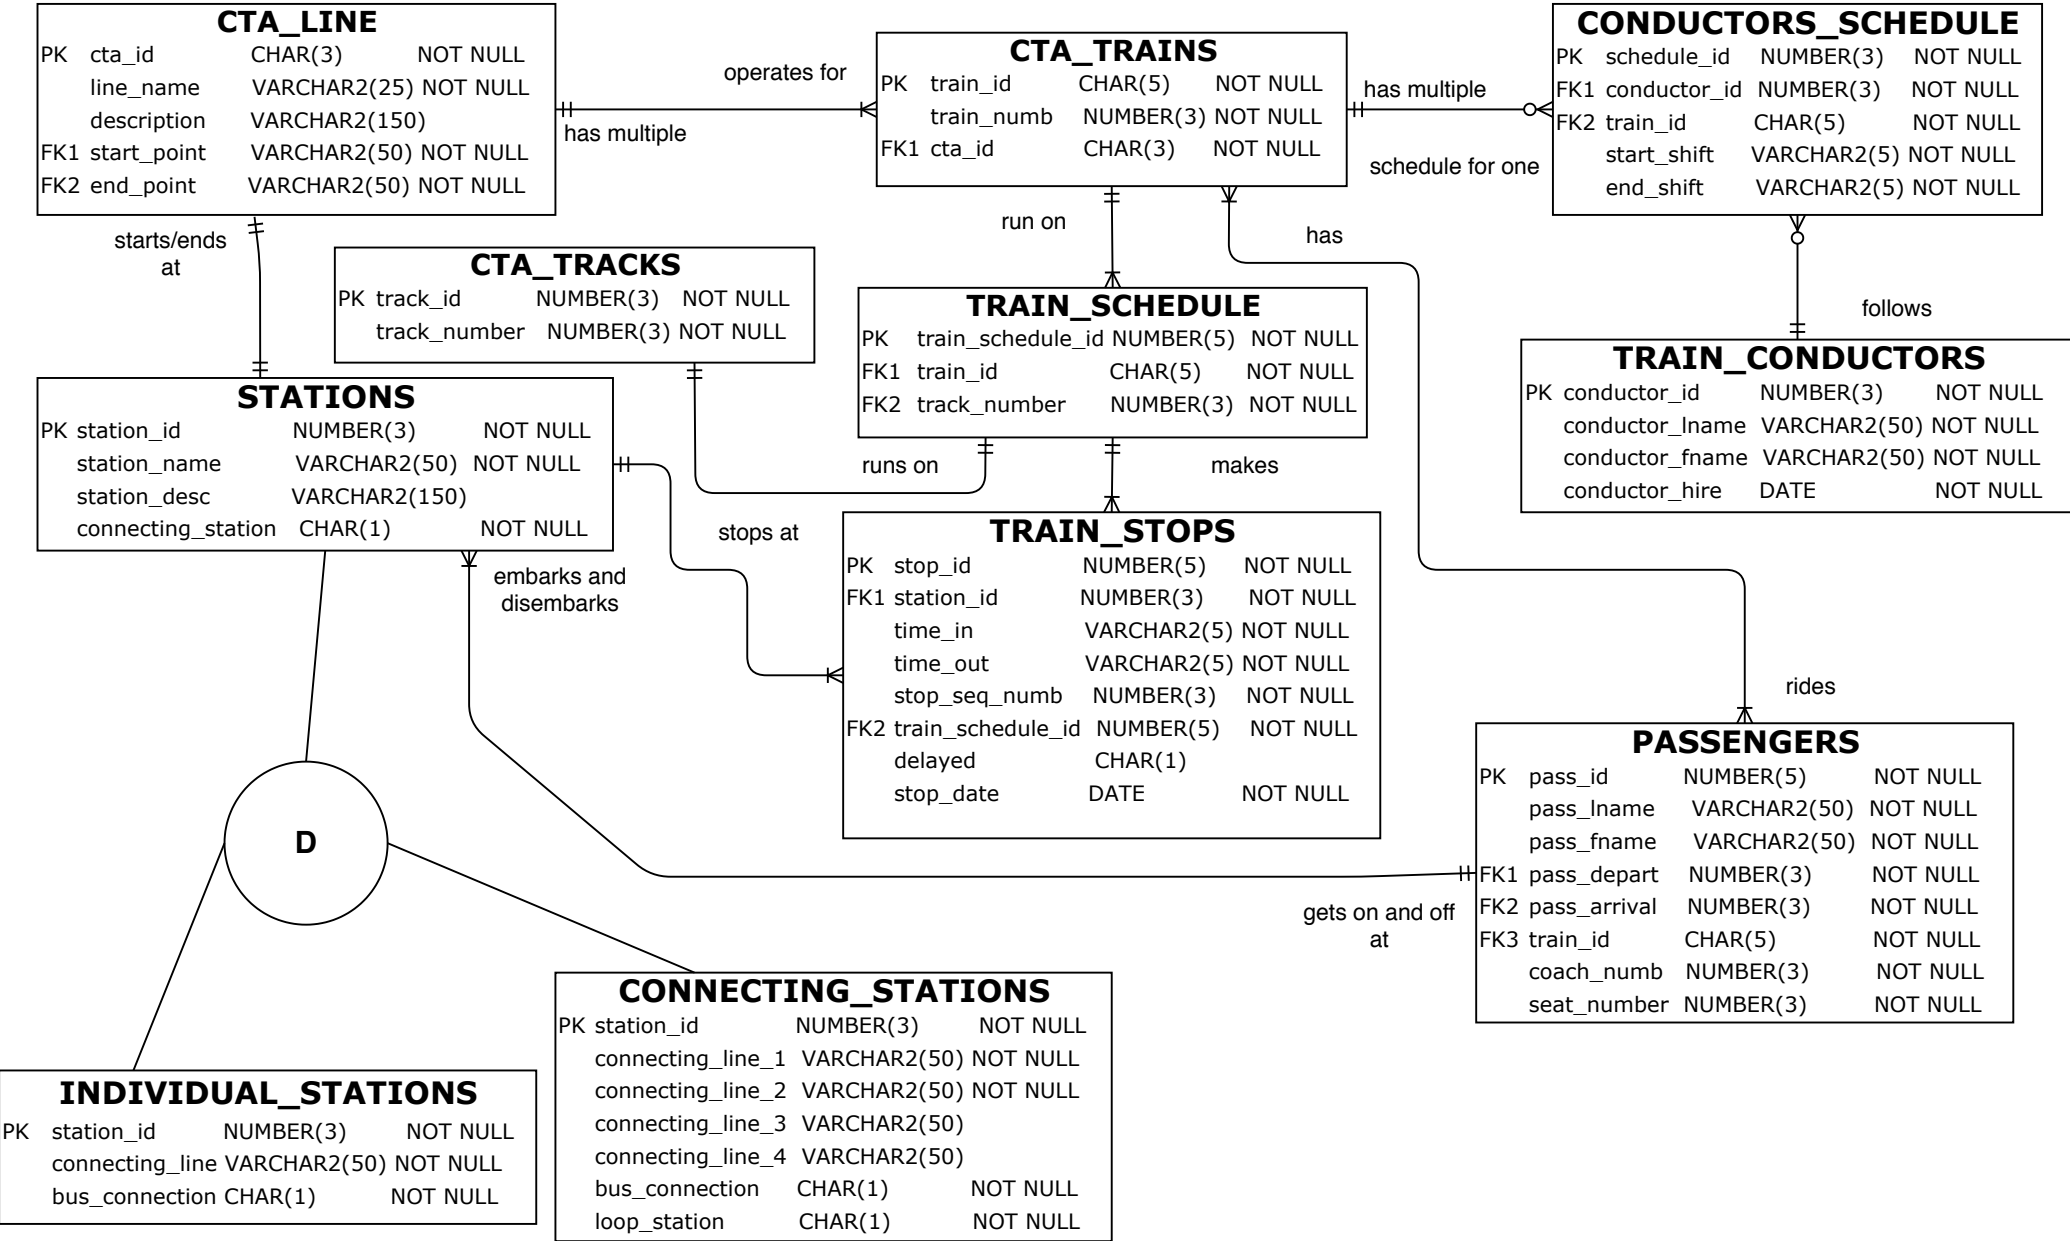 CTA_LINE
PK cta_id CHAR(3) NOT NULL
line_name VARCHAR2(25) NOT NULL
description VARCHAR2(150)
FK1 start_point VARCHAR2(50) NOT NULL
FK2 end_point VARCHAR2(50) NOT NULL
operates for
has multiple
CTA_TRAINS
PK train_id CHAR(5) NOT NULL
train_numb NUMBER(3) NOT NULL
FK1 cta_id CHAR(3) NOT NULL
has multiple
schedule for one
CONDUCTORS_SCHEDULE
PK schedule_id NUMBER(3) NOT NULL
FK1 conductor_id NUMBER(3) NOT NULL
FK2 train_id CHAR(5) NOT NULL
start_shift VARCHAR2(5) NOT NULL
end_shift VARCHAR2(5) NOT NULL
starts/ends
at
CTA_TRACKS
PK track_id NUMBER(3) NOT NULL
track_number NUMBER(3) NOT NULL
run on
has
TRAIN_SCHEDULE
PK train_schedule_id NUMBER(5) NOT NULL
FK1 train_id CHAR(5) NOT NULL
FK2 track_number NUMBER(3) NOT NULL
follows
TRAIN_CONDUCTORS
PK conductor_id NUMBER(3) NOT NULL
conductor_lname VARCHAR2(50) NOT NULL
conductor_fname VARCHAR2(50) NOT NULL
conductor_hire DATE NOT NULL
STATIONS
PK station_id NUMBER(3) NOT NULL
station_name VARCHAR2(50) NOT NULL
station_desc VARCHAR2(150)
connecting_station CHAR(1) NOT NULL
runs on
makes
stops at
embarks and
disembarks
TRAIN_STOPS
PK stop_id NUMBER(5) NOT NULL
FK1 station_id NUMBER(3) NOT NULL
time_in VARCHAR2(5) NOT NULL
time_out VARCHAR2(5) NOT NULL
stop_seq_numb NUMBER(3) NOT NULL
FK2 train_schedule_id NUMBER(5) NOT NULL
delayed CHAR(1)
stop_date DATE NOT NULL
rides
PASSENGERS
PK pass_id NUMBER(5) NOT NULL
pass_lname VARCHAR2(50) NOT NULL
pass_fname VARCHAR2(50) NOT NULL
FK1 pass_depart NUMBER(3) NOT NULL
FK2 pass_arrival NUMBER(3) NOT NULL
FK3 train_id CHAR(5) NOT NULL
coach_numb NUMBER(3) NOT NULL
seat_number NUMBER(3) NOT NULL
D
gets on and off
at
CONNECTING_STATIONS
PK station_id NUMBER(3) NOT NULL
connecting_line_1 VARCHAR2(50) NOT NULL
connecting_line_2 VARCHAR2(50) NOT NULL
connecting_line_3 VARCHAR2(50)
connecting_line_4 VARCHAR2(50)
bus_connection CHAR(1) NOT NULL
loop_station CHAR(1) NOT NULL
INDIVIDUAL_STATIONS
PK station_id NUMBER(3) NOT NULL
connecting_line VARCHAR2(50) NOT NULL
bus_connection CHAR(1) NOT NULL